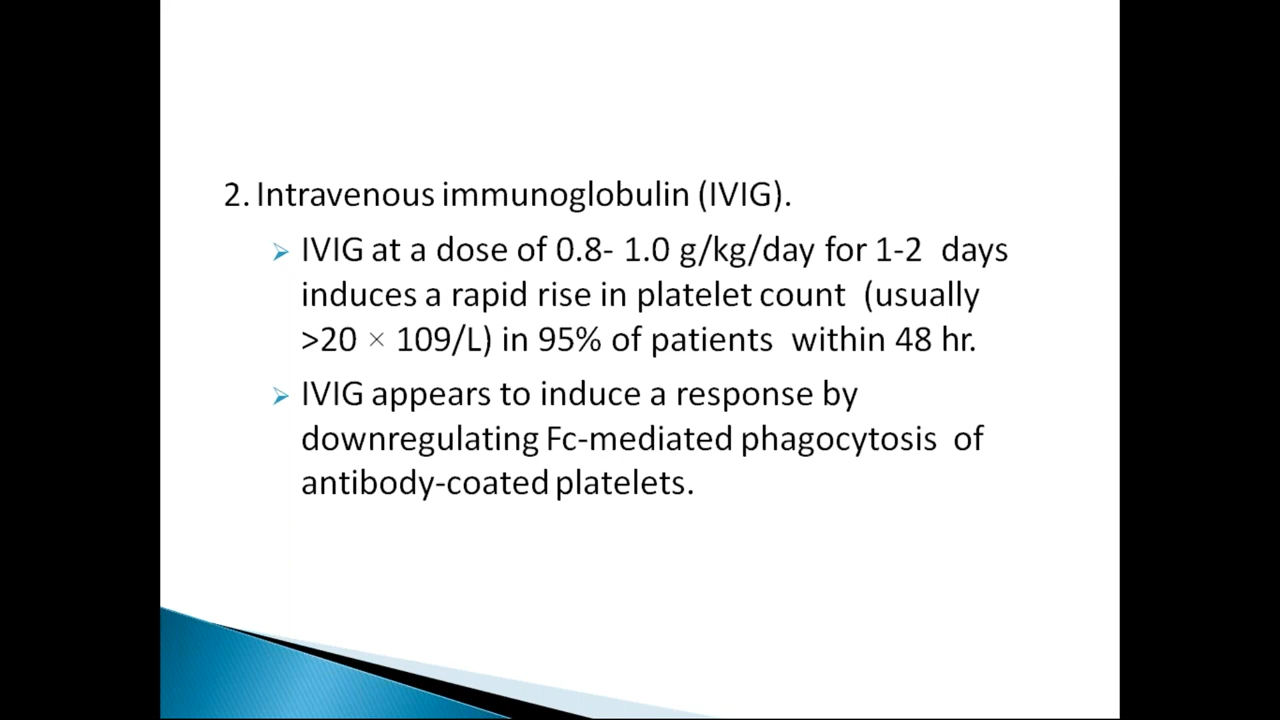 2. Intravenous immunoglobulin (IVIG).
➢ IVIG at a dose of 0.8- 1.0 g/kg/day for 1-2 days
induces a rapid rise in platelet count (usually
>20 × 109/L) in 95% of patients within 48 hr.
➢ IVIG appears to induce a response by
downregulating Fc-mediated phagocytosis of
antibody-coated platelets.